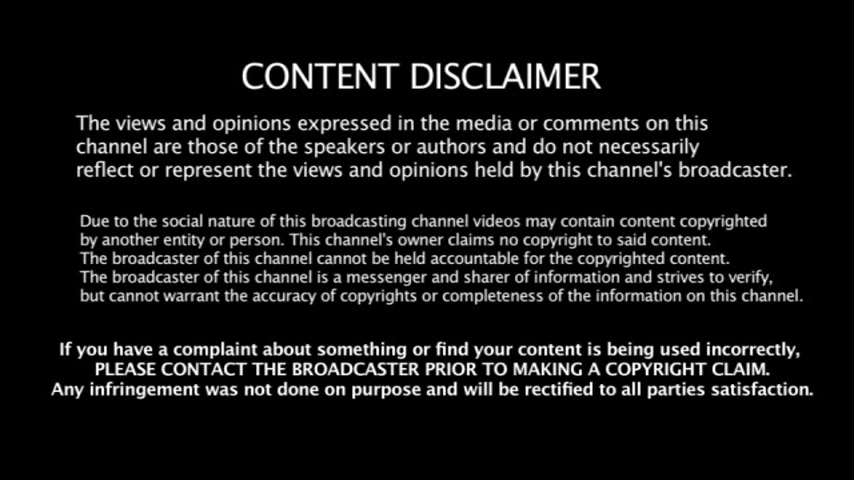 CONTENT DISCLAIMER
The views and opinions expressed in the media or comments on this
channel are those of the speakers or authors and do not necessarily
reflect or represent the views and opinions held by this channel's broadcaster.
Due to the social nature of this broadcasting channel videos may contain content copyrighted
by another entity or person. This channel's owner claims no copyright to said content.
The broadcaster of this channel cannot be held accountable for the copyrighted content.
The broadcaster of this channel is a messenger and sharer of information and strives to verify,
but cannot warrant the accuracy of copyrights or completeness of the information on this channel.
If you have a complaint about something or find your content is being used incorrectly,
PLEASE CONTACT THE BROADCASTER PRIOR TO MAKING A COPYRIGHT CLAIM.
Any infringement was not done on purpose and will be rectified to all parties satisfaction.